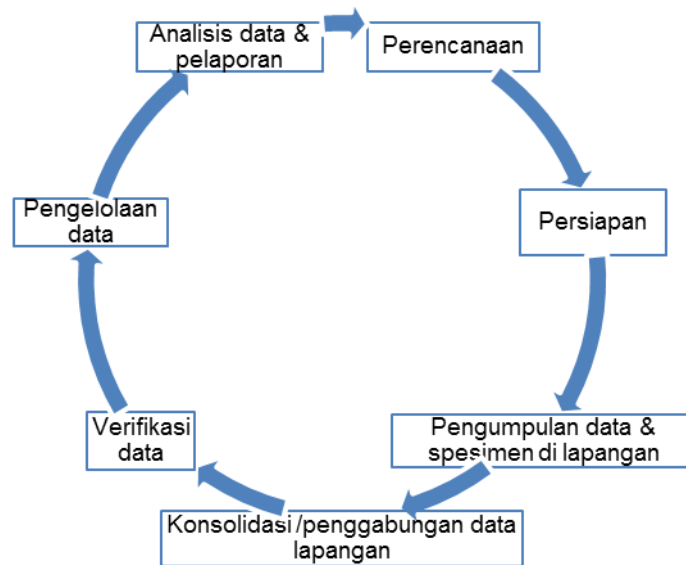 Analisis data &
pelaporan
Perencanaan
Persiapan
Pengumpulan data &
spesimen di lapangan
Konsolidasi /penggabungan data
lapangan
Verifikasi
data
Pengelolaan
data